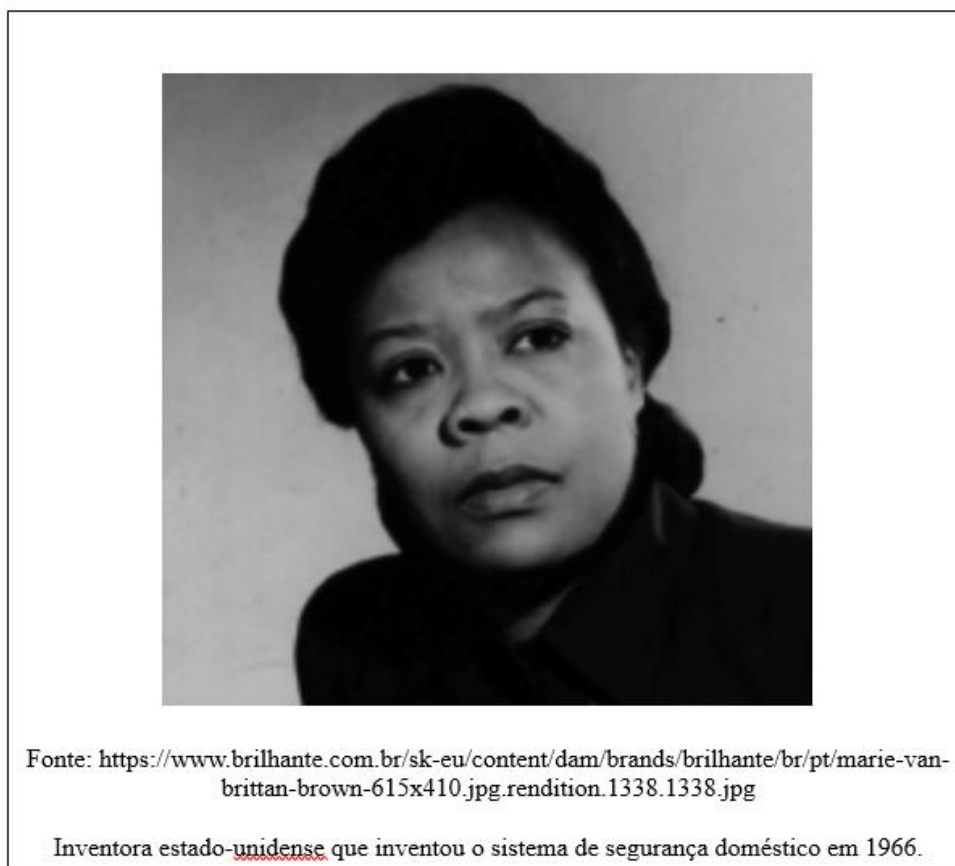 Fonte: https://www.brilhante.com.br/sk-eu/content/dam/brands/brilhante/br/pt/marie-van-
brittan-brown-615x410.jpg.rendition.1338.1338.jpg
Inventora estado-unidense que inventou o sistema de segurança doméstico em 1966.